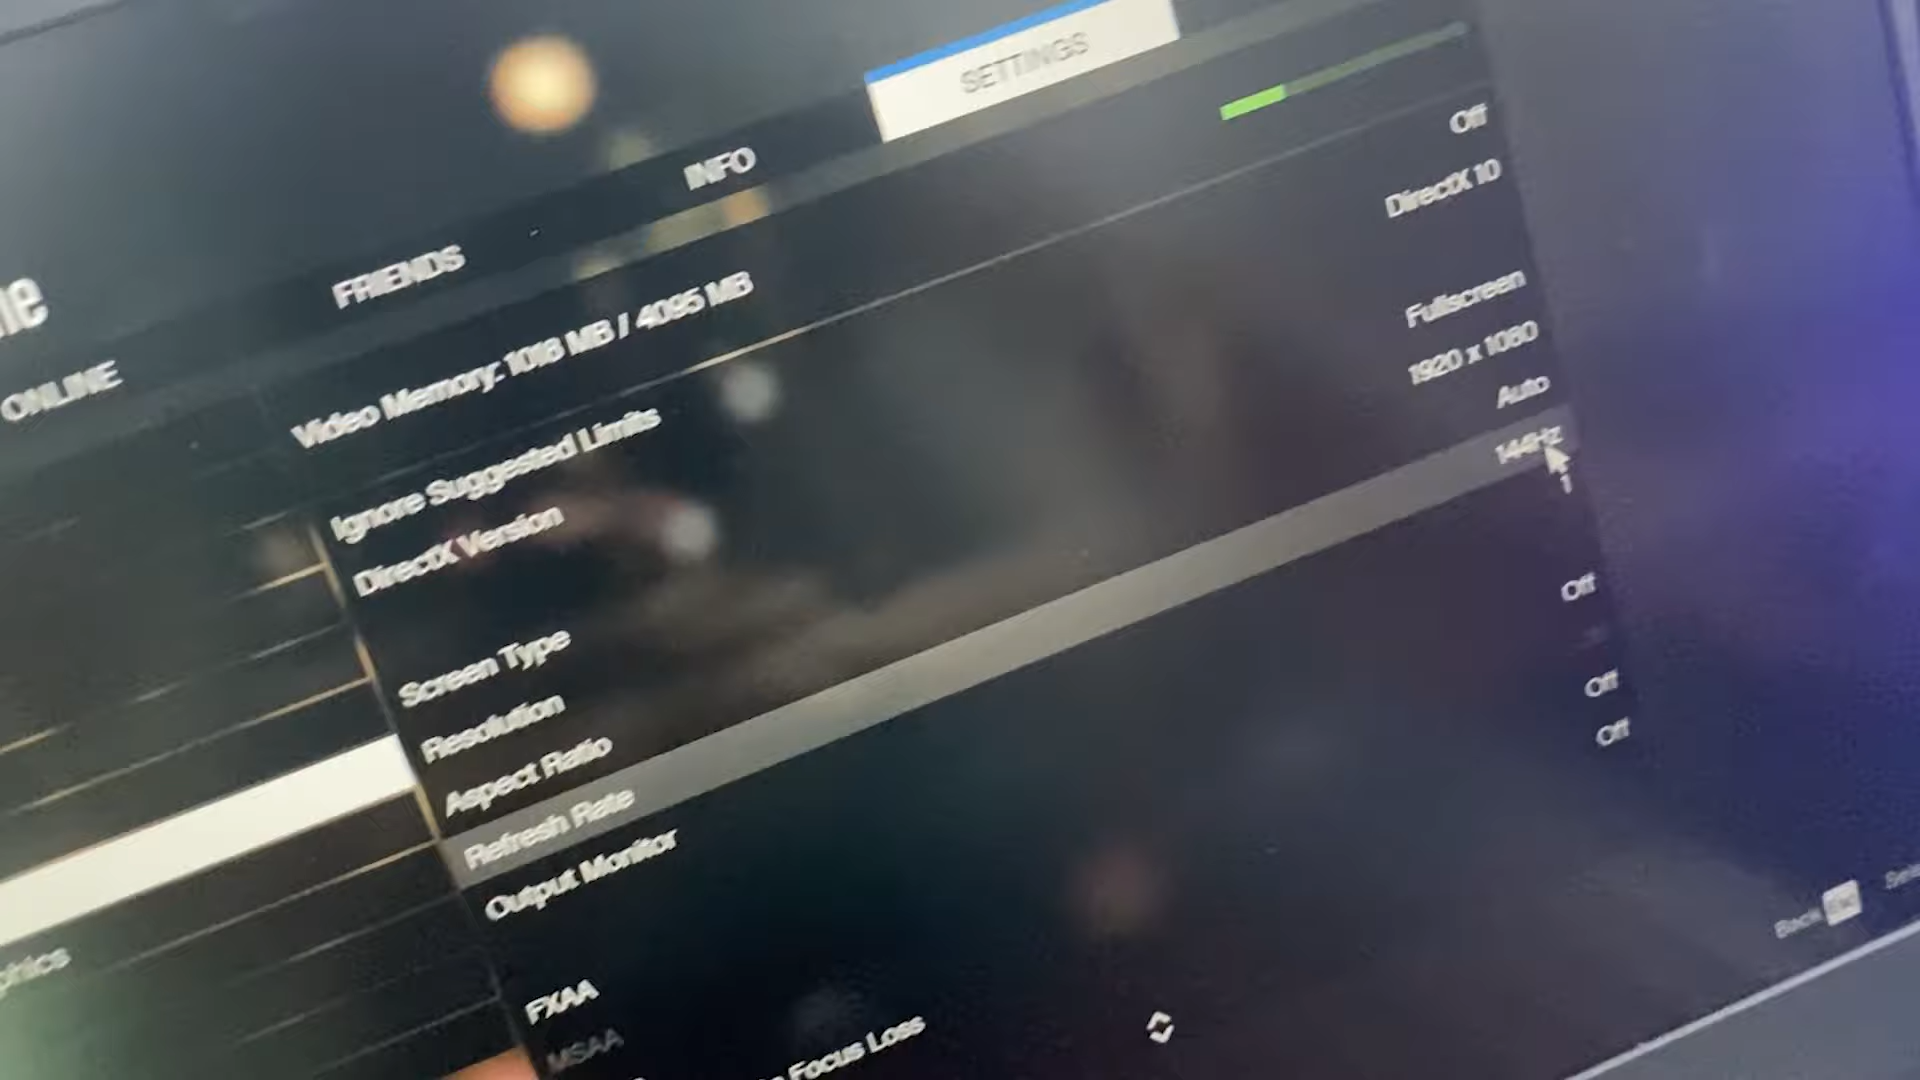 SETTINGS
INFO
FRIENDS
ONLINE
Video Memory: 1018 MB / 4095 MB
Ignore Suggested Limits Off
DirectX Version DirectX 10
Screen Type Fullscreen
Resolution 1920 x 1080
Aspect Ratio Auto
Refresh Rate 144Hz
Output Monitor 1
FXAA Off
MSAA
Off
Focus Loss Off
Back